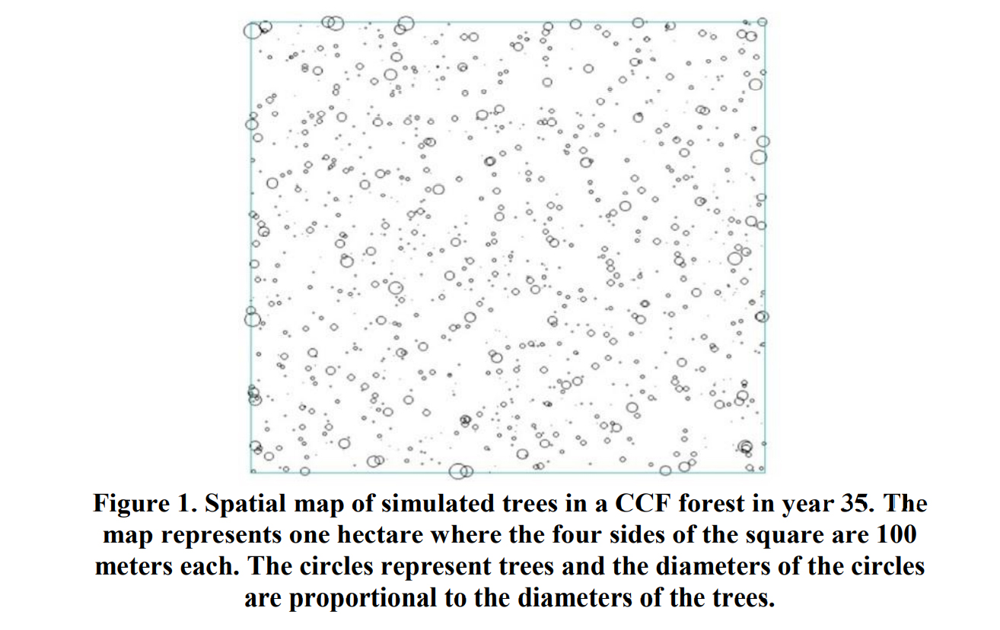 Figure 1. Spatial map of simulated trees in a CCF forest in year 35. The
map represents one hectare where the four sides of the square are 100
meters each. The circles represent trees and the diameters of the circles
are proportional to the diameters of the trees.